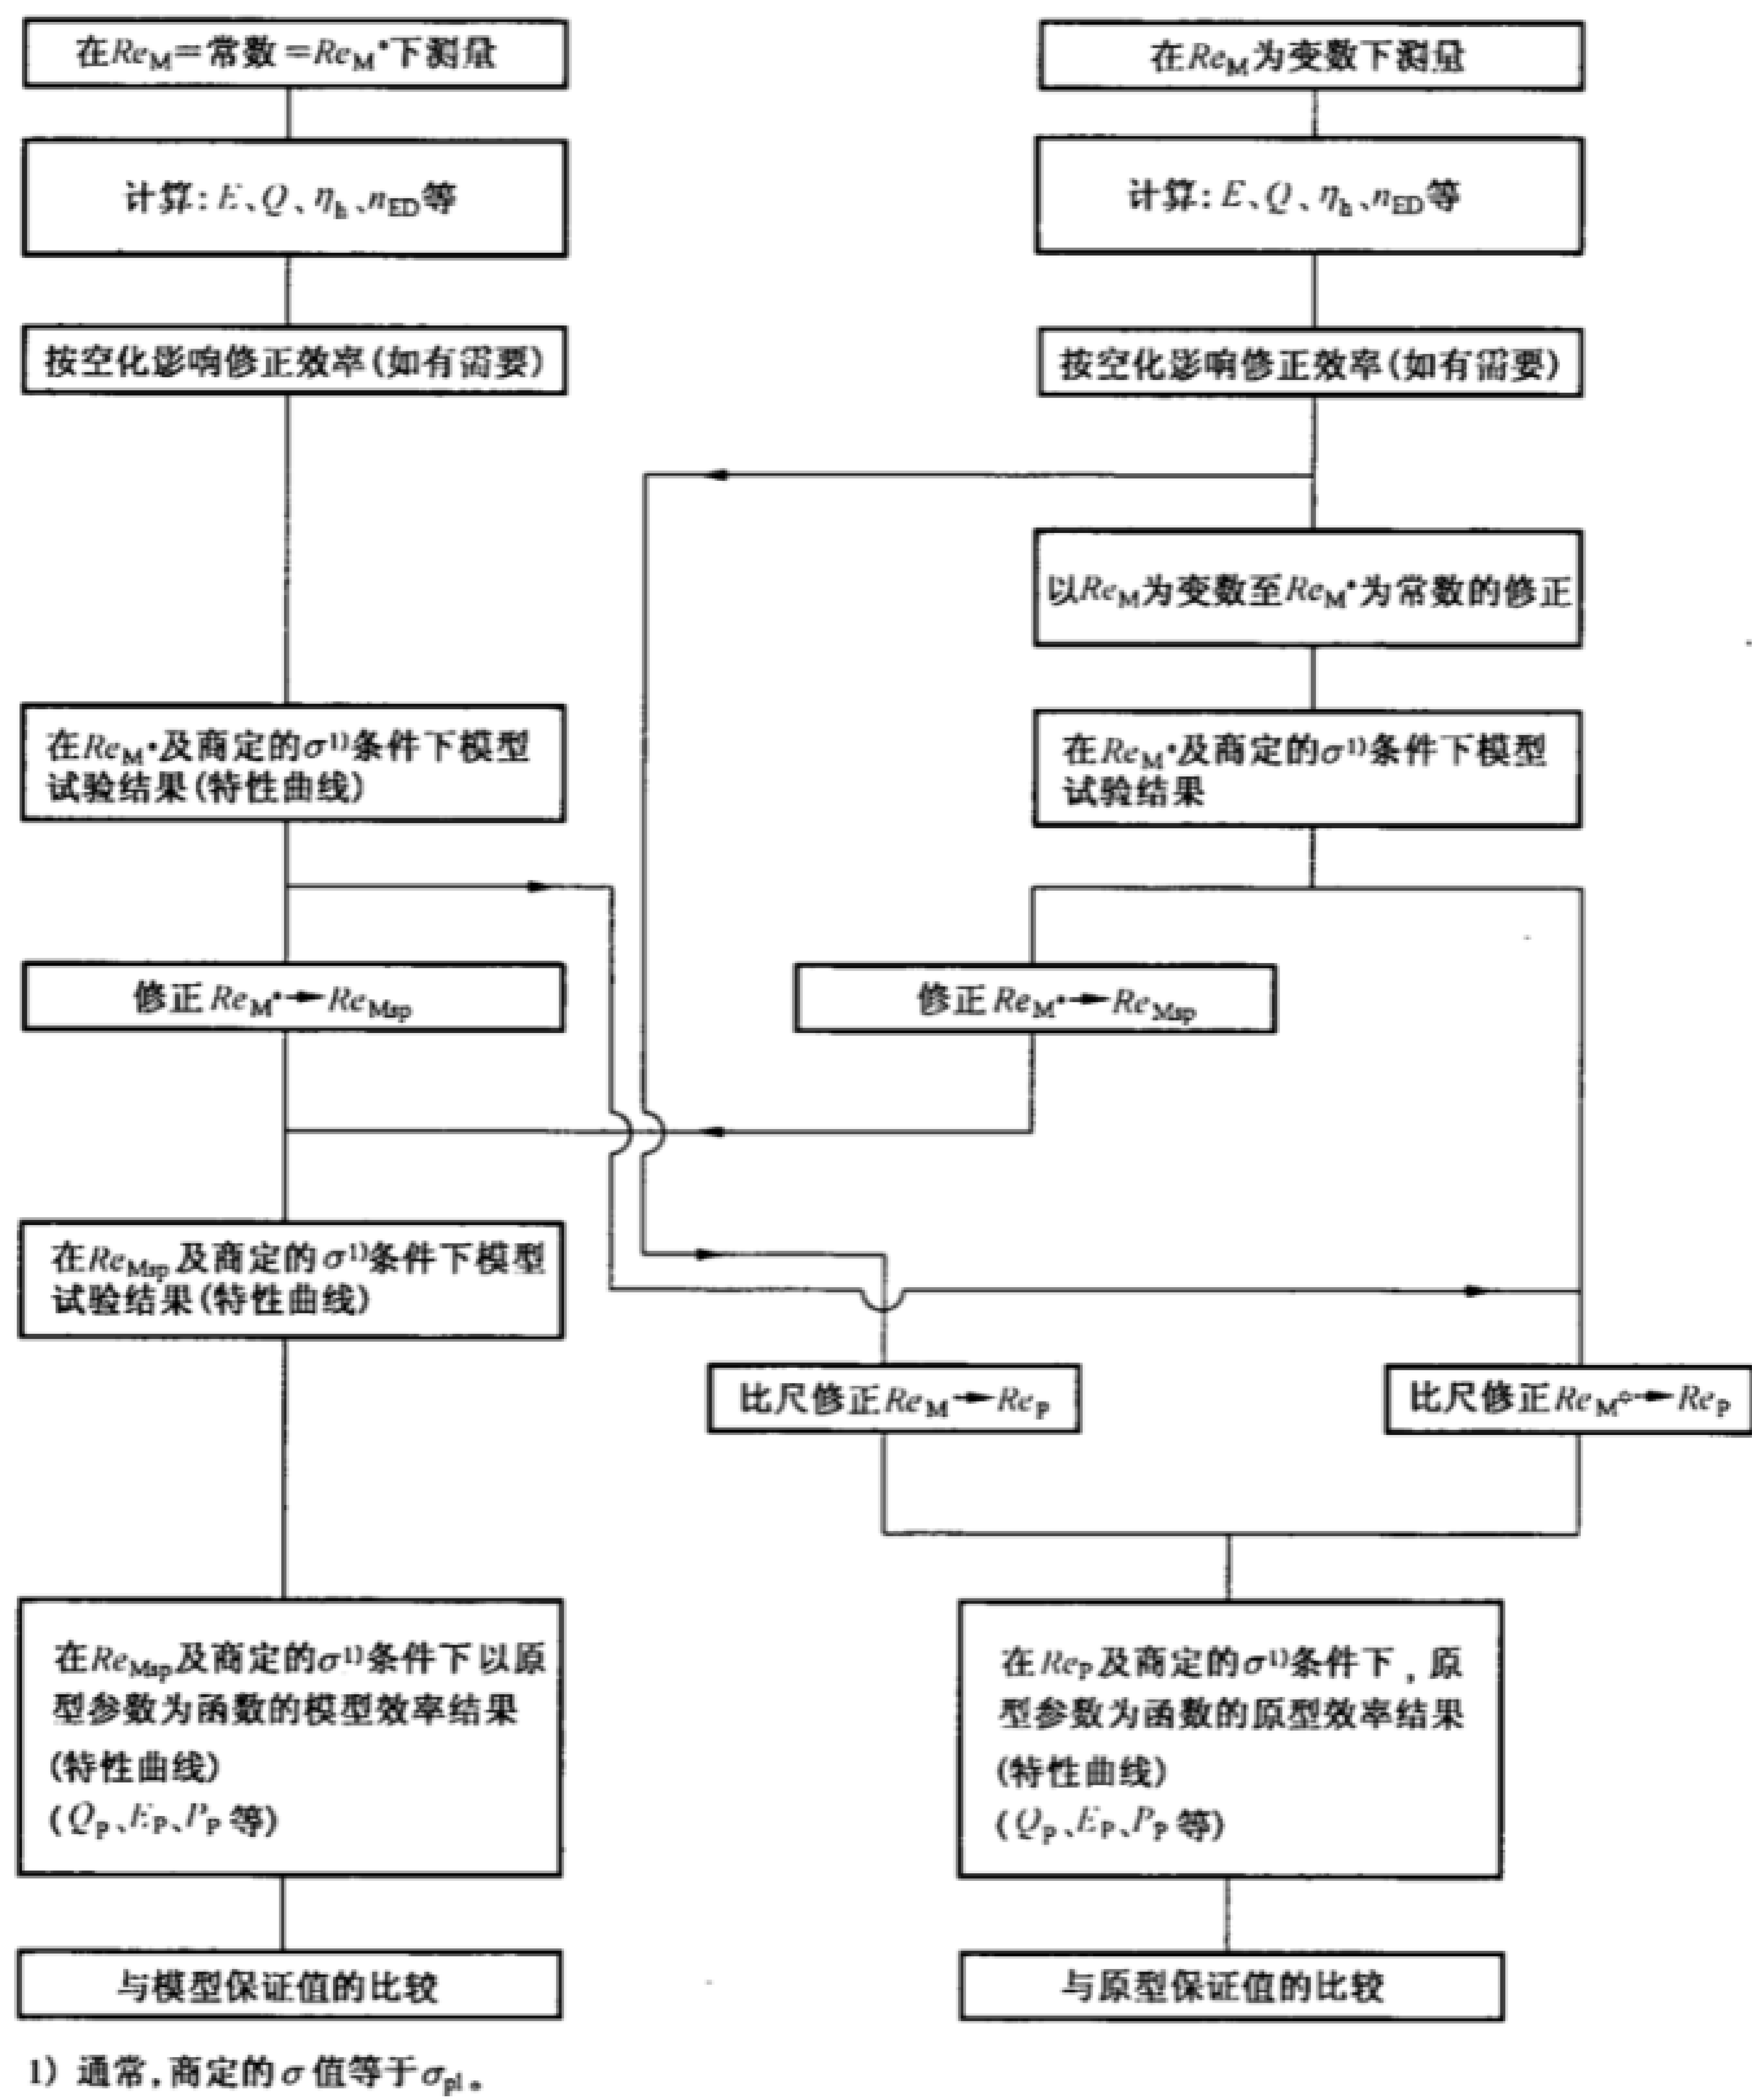 在ReM=常数=ReM*下测量
计算:E、Q、ηh、nED等
按空化影响修正效率(如有需要)
在ReM*及商定的σ1)条件下模型
试验结果(特性曲线)
修正ReM*→ReMsp
在ReMsp及商定的σ1)条件下模型
试验结果(特性曲线)
在ReMsp及商定的σ1)条件下以原
型参数为函数的模型效率结果
(特性曲线)
(QP、EP、PP等)
与模型保证值的比较
在ReM为变数下测量
计算:E、Q、ηh、nED等
按空化影响修正效率(如有需要)
以ReM为变数至ReM*为常数的修正
在ReM*及商定的σ1)条件下模型
试验结果
修正ReM*→ReMsp
比尺修正ReM→ReP
比尺修正ReM*→ReP
在ReP及商定的σ1)条件下,原
型参数为函数的原型效率结果
(特性曲线)
(QP、EP、PP等)
与原型保证值的比较
1) 通常,商定的σ值等于σpl。